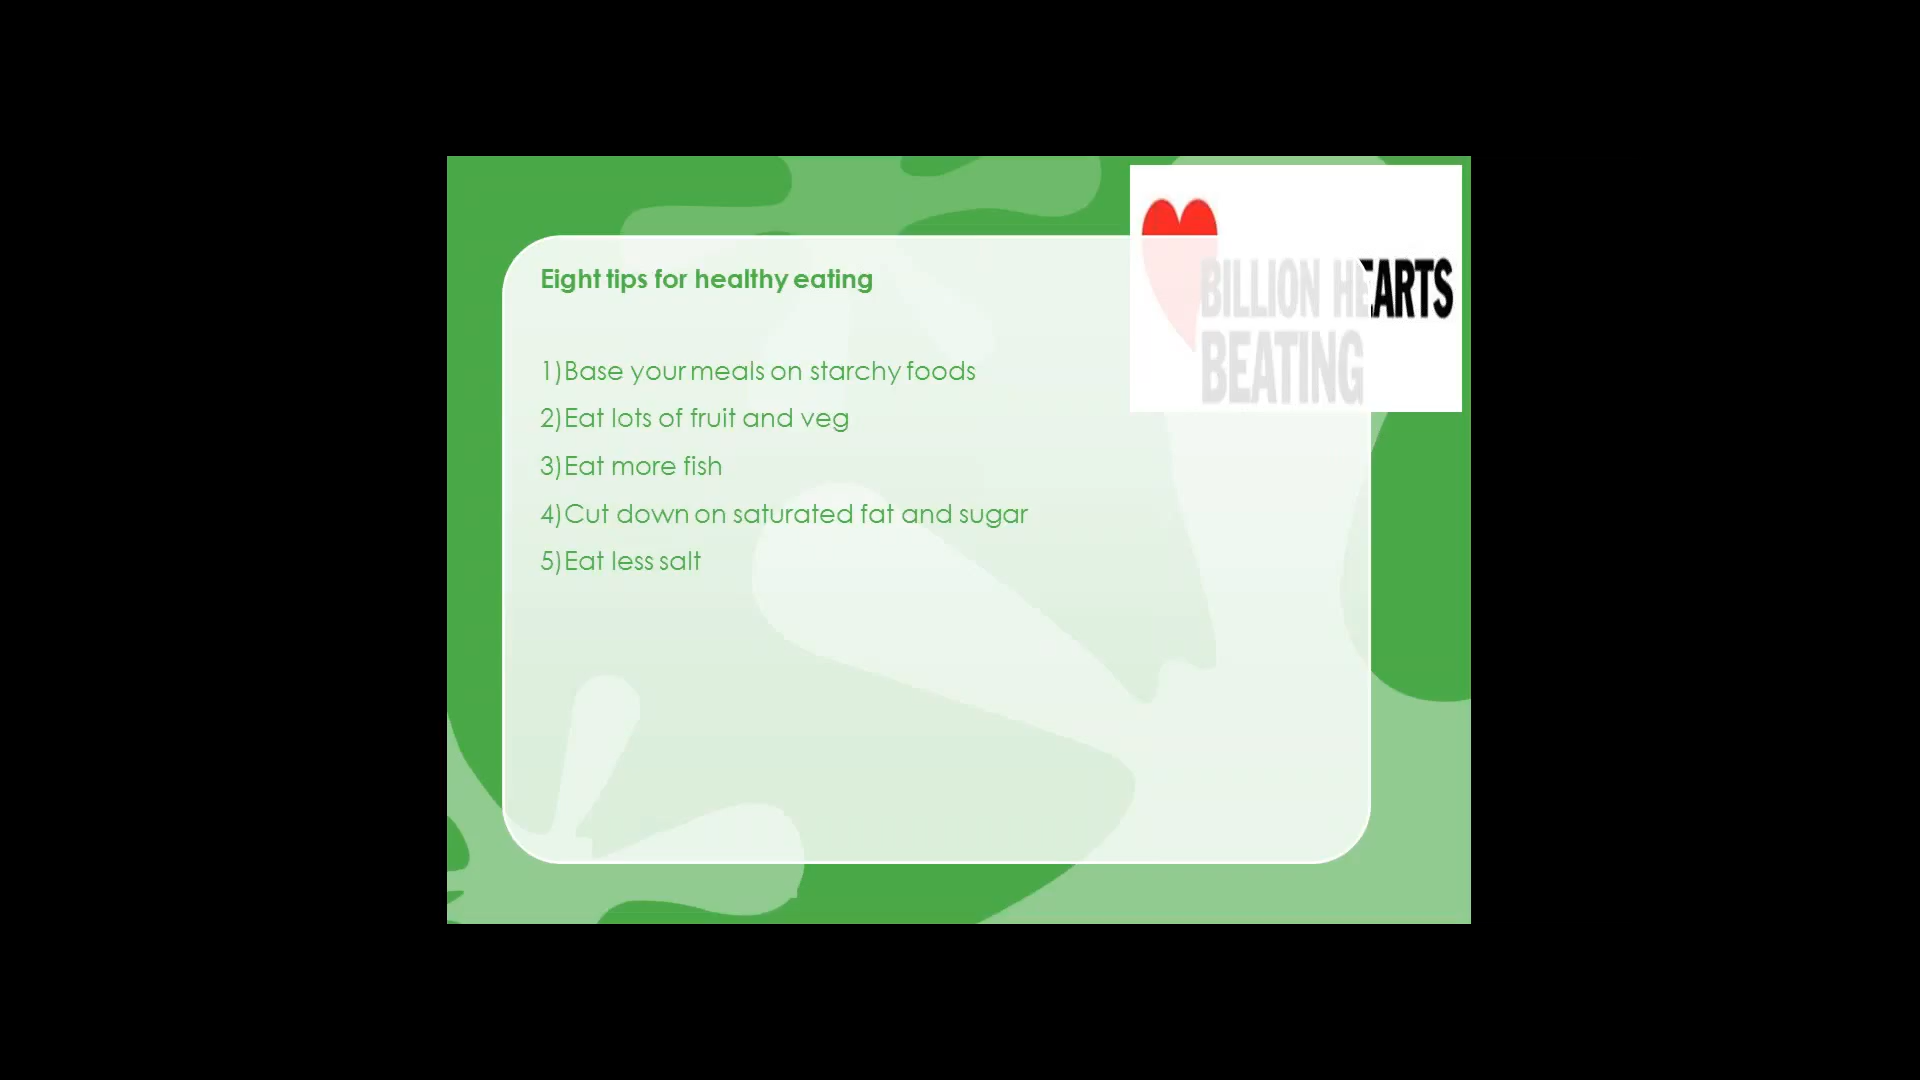 Eight tips for healthy eating
1)Base your meals on starchy foods
2)Eat lots of fruit and veg
3)Eat more fish
4)Cut down on saturated fat and sugar
5)Eat less salt
BILLION HEARTS
BEATING